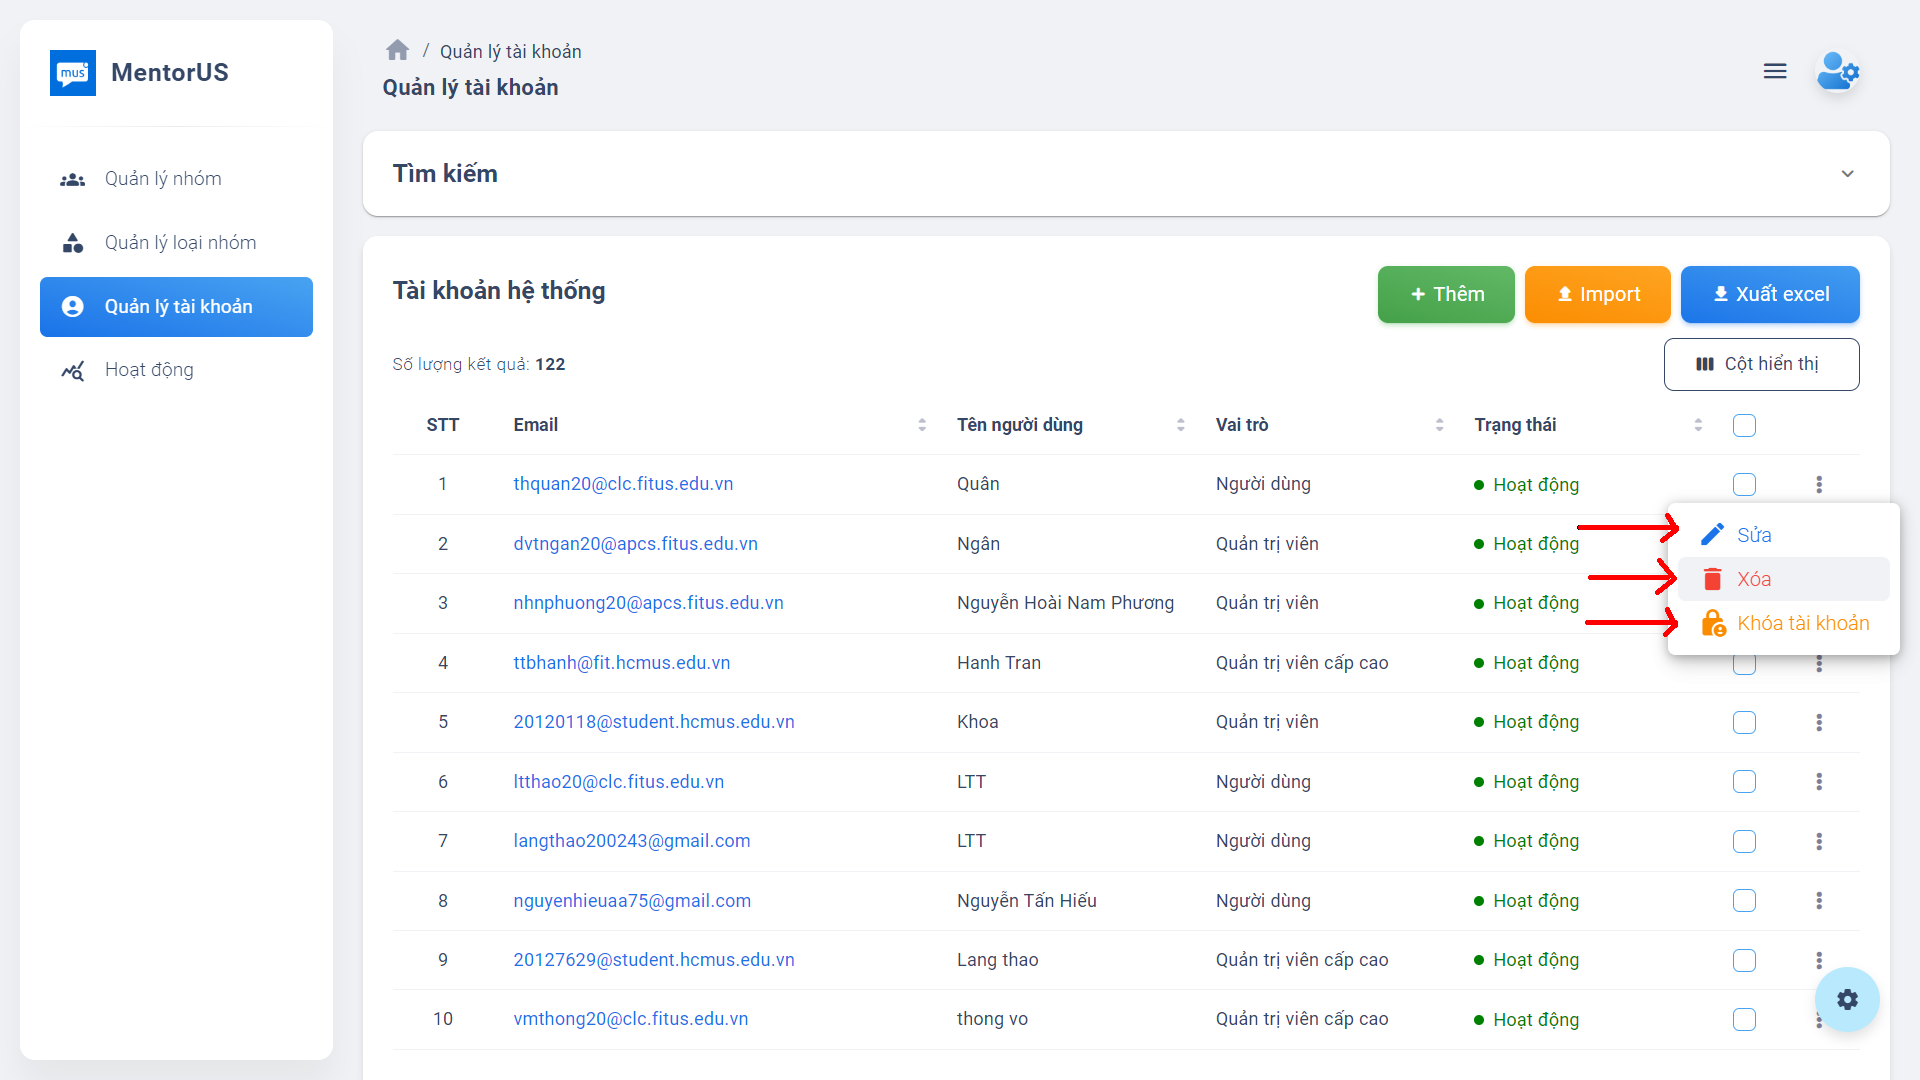 mus
MentorUS
Quản lý nhóm
Quản lý loại nhóm
Quản lý tài khoản
Hoạt động
/ Quản lý tài khoản
Quản lý tài khoản
Tìm kiếm
Tài khoản hệ thống
+ Thêm
Import
Xuất excel
Số lượng kết quả: 122
Cột hiển thị
STT Email Tên người dùng Vai trò Trạng thái
1 thquan20@clc.fitus.edu.vn Quân Người dùng Hoạt động
2 dvtngan20@apcs.fitus.edu.vn Ngân Quản trị viên Hoạt động
3 nhnphuong20@apcs.fitus.edu.vn Nguyễn Hoài Nam Phương Quản trị viên Hoạt động
4 ttbhanh@fit.hcmus.edu.vn Hanh Tran Quản trị viên cấp cao Hoạt động
5 20120118@student.hcmus.edu.vn Khoa Quản trị viên Hoạt động
6 ltthao20@clc.fitus.edu.vn LTT Người dùng Hoạt động
7 langthao200243@gmail.com LTT Người dùng Hoạt động
8 nguyenhieuaa75@gmail.com Nguyễn Tấn Hiếu Người dùng Hoạt động
9 20127629@student.hcmus.edu.vn Lang thao Quản trị viên cấp cao Hoạt động
10 vmthong20@clc.fitus.edu.vn thong vo Quản trị viên cấp cao Hoạt động
Sửa
Xóa
Khóa tài khoản